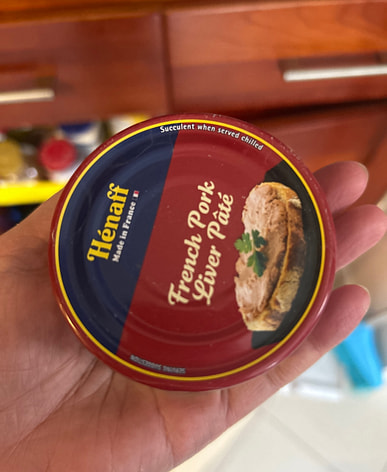 Succulent when served chilled
Hénaff
Made in France
French Pork
Liver Pâté